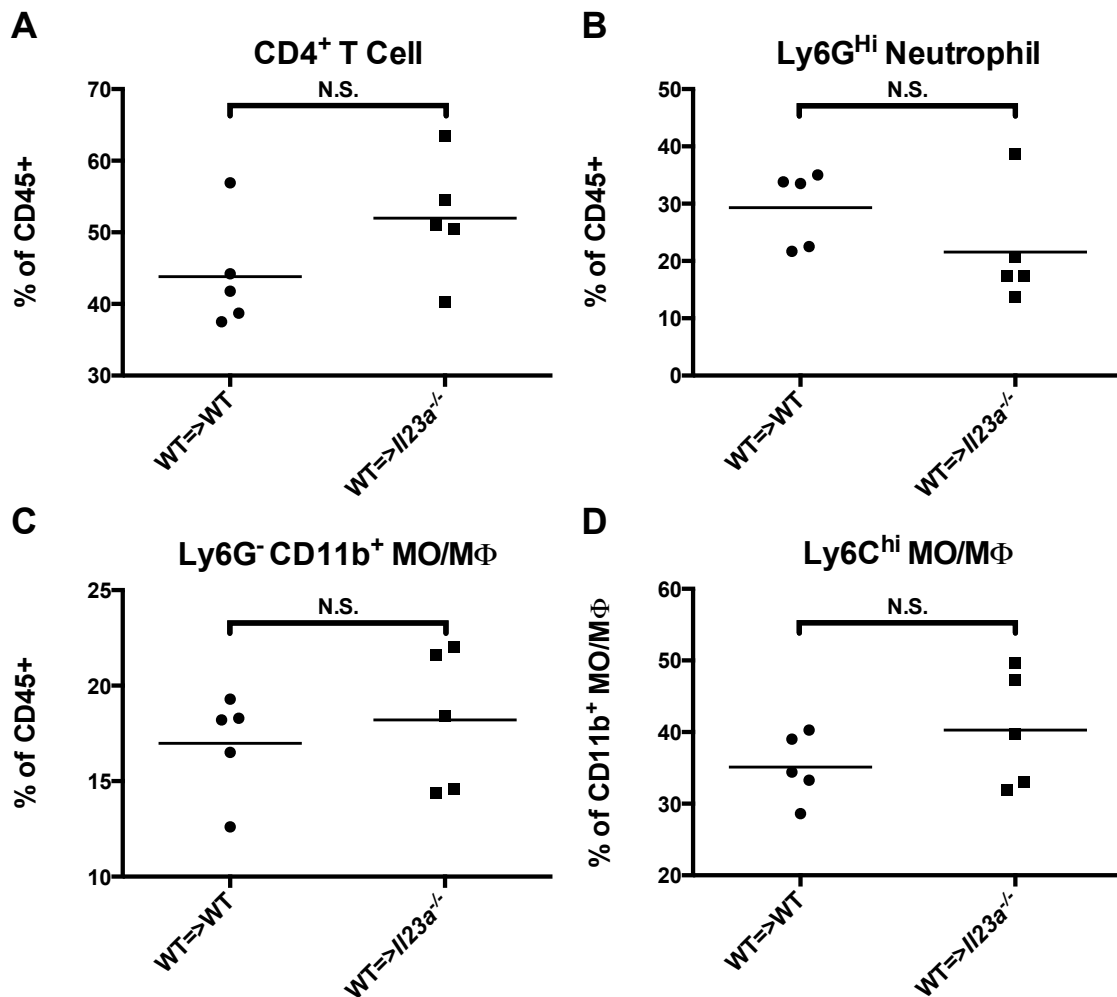 A
CD4+ T Cell
N.S.
70
60
50
40
30
% of CD45+
WT=>WT
WT=>Il23a-/-
B
Ly6GHi Neutrophil
N.S.
50
40
30
20
10
0
% of CD45+
WT=>WT
WT=>Il23a-/-
C
Ly6G- CD11b+ MO/MΦ
N.S.
25
20
15
10
% of CD45+
WT=>WT
WT=>Il23a-/-
D
Ly6Chi MO/MΦ
N.S.
60
50
40
30
20
% of CD11b+ MO/MΦ
WT=>WT
WT=>Il23a-/-